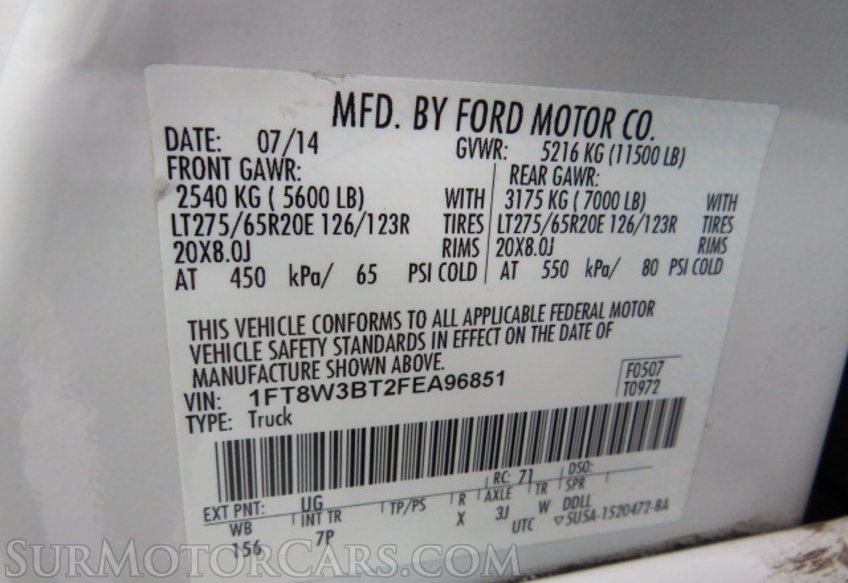 MFD. BY FORD MOTOR CO.
DATE: 07/14 GVWR: 5216 KG (11500 LB)
FRONT GAWR: REAR GAWR:
2540 KG ( 5600 LB) WITH 3175 KG ( 7000 LB) WITH
LT275/65R20E 126/123R TIRES LT275/65R20E 126/123R TIRES
20X8.0J RIMS 20X8.0J RIMS
AT 450 kPa/ 65 PSI COLD AT 550 kPa/ 80 PSI COLD
THIS VEHICLE CONFORMS TO ALL APPLICABLE FEDERAL MOTOR
VEHICLE SAFETY STANDARDS IN EFFECT ON THE DATE OF
MANUFACTURE SHOWN ABOVE.
VIN: 1FT8W3BT2FEA96851 F0507
TYPE: Truck T0972
EXT PNT: UG RC: 71 DSO:
WB INT TR TP/PS R AXLE TR SPR
156 7P X 3J W DDLL
UTC 5U5A-1520472-BA
SURMOTORCARS.COM